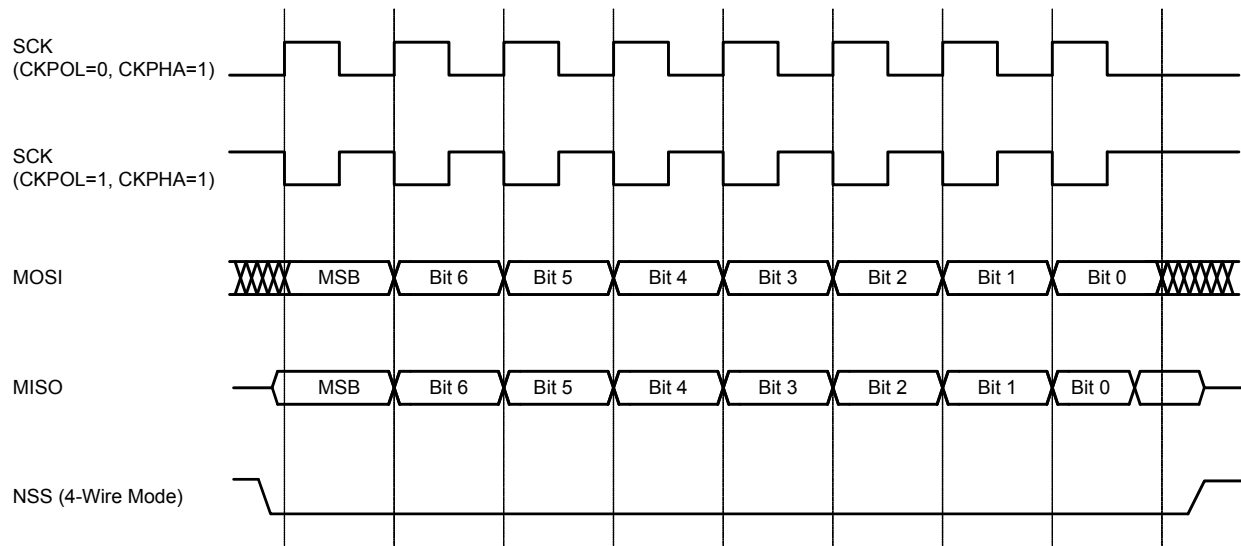 SCK
(CKPOL=0, CKPHA=1)
SCK
(CKPOL=1, CKPHA=1)
MOSI
MSB Bit 6 Bit 5 Bit 4 Bit 3 Bit 2 Bit 1 Bit 0
MISO
MSB Bit 6 Bit 5 Bit 4 Bit 3 Bit 2 Bit 1 Bit 0
NSS (4-Wire Mode)